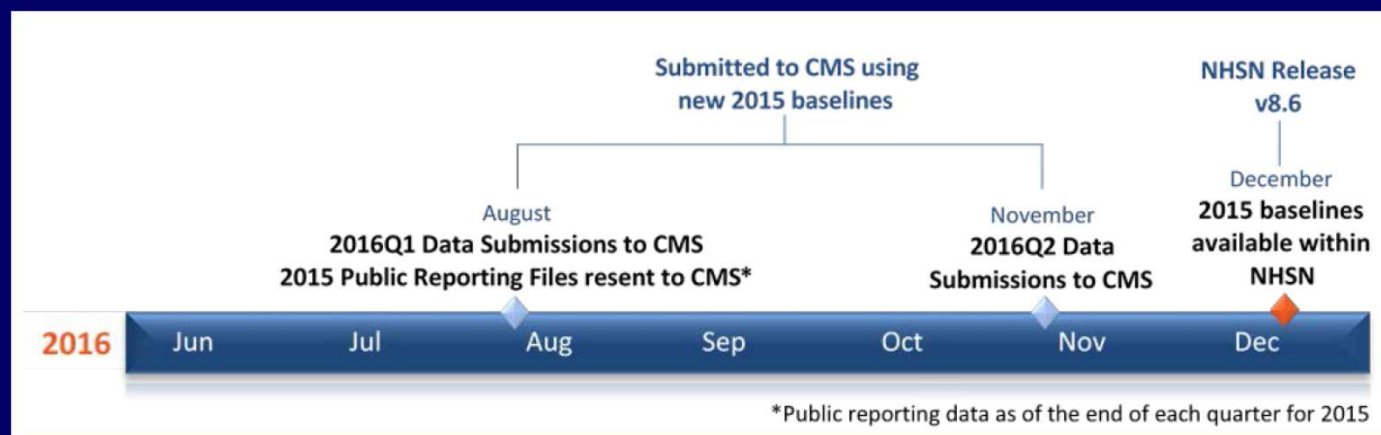 Submitted to CMS using
new 2015 baselines
NHSN Release
v8.6
August
2016Q1 Data Submissions to CMS
2015 Public Reporting Files resent to CMS*
November
2016Q2 Data
Submissions to CMS
December
2015 baselines
available within
NHSN
2016
Jun
Jul
Aug
Sep
Oct
Nov
Dec
*Public reporting data as of the end of each quarter for 2015